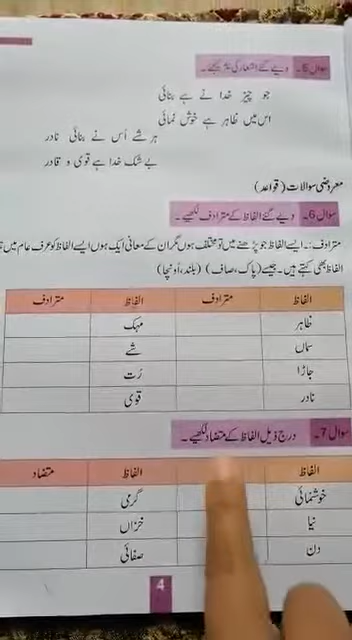 سوال 5۔ دیے گئے اشعار کی نثر کیجیے۔
جو چیز خدا نے ہے بنائی
اس میں ظاہر ہے خوش نمائی
ہر شے اُس نے بنائی نادر
بے شک خدا ہے قوی و قادر
معروضی سوالات (قواعد)
سوال 6۔ دیے گئے الفاظ کے مترادف لکھیے۔
مترادف:۔ ایسے الفاظ جو پڑھنے میں تو مختلف ہوں مگر ان کے معانی ایک ہوں ایسے الفاظ کو عرف عام میں
الفاظ بھی کہتے ہیں۔ جیسے (پاک، صاف) (بلند، اُونچا)
الفاظ مترادف الفاظ مترادف
ظاہر مہک
سماں شے
جاڑا رُت
نادر قوی
سوال 7۔ درج ذیل الفاظ کے متضاد لکھیے۔
الفاظ الفاظ متضاد
خوشنمائی گرمی
نیا خزاں
دن صفائی
4